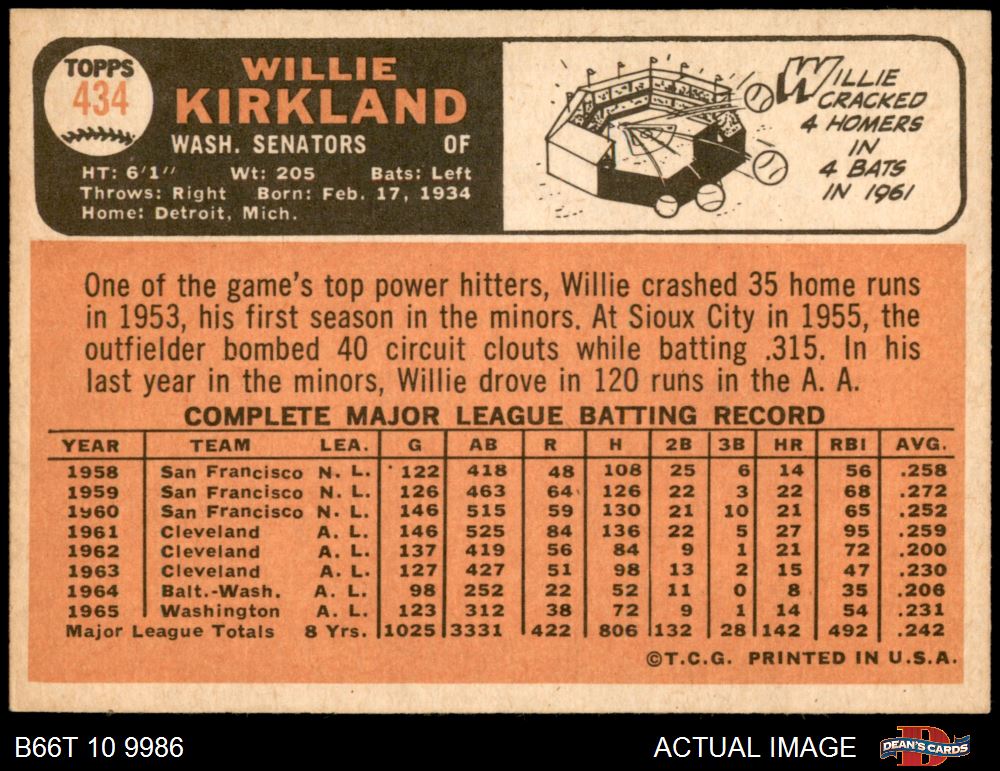 TOPPS
434
WILLIE
KIRKLAND
WASH. SENATORS OF
HT: 6'1" Wt: 205 Bats: Left
Throws: Right Born: Feb. 17, 1934
Home: Detroit, Mich.
WILLIE
CRACKED
4 HOMERS
IN
4 BATS
IN 1961
One of the game's top power hitters, Willie crashed 35 home runs
in 1953, his first season in the minors. At Sioux City in 1955, the
outfielder bombed 40 circuit clouts while batting .315. In his
last year in the minors, Willie drove in 120 runs in the A. A.
COMPLETE MAJOR LEAGUE BATTING RECORD
YEAR TEAM LEA. G AB R H 2B 3B HR RBI AVG.
1958 San Francisco N. L. 122 418 48 108 25 6 14 56 .258
1959 San Francisco N. L. 126 463 64 126 22 3 22 68 .272
1960 San Francisco N. L. 146 515 59 130 21 10 21 65 .252
1961 Cleveland A. L. 146 525 84 136 22 5 27 95 .259
1962 Cleveland A. L. 137 419 56 84 9 1 21 72 .200
1963 Cleveland A. L. 127 427 51 98 13 2 15 47 .230
1964 Balt.-Wash. A. L. 98 252 22 52 11 0 8 35 .206
1965 Washington A. L. 123 312 38 72 9 1 14 54 .231
Major League Totals 8 Yrs. 1025 3331 422 806 132 28 142 492 .242
©T.C.G. PRINTED IN U.S.A.
B66T 10 9986 ACTUAL IMAGE DEAN'S CARDS